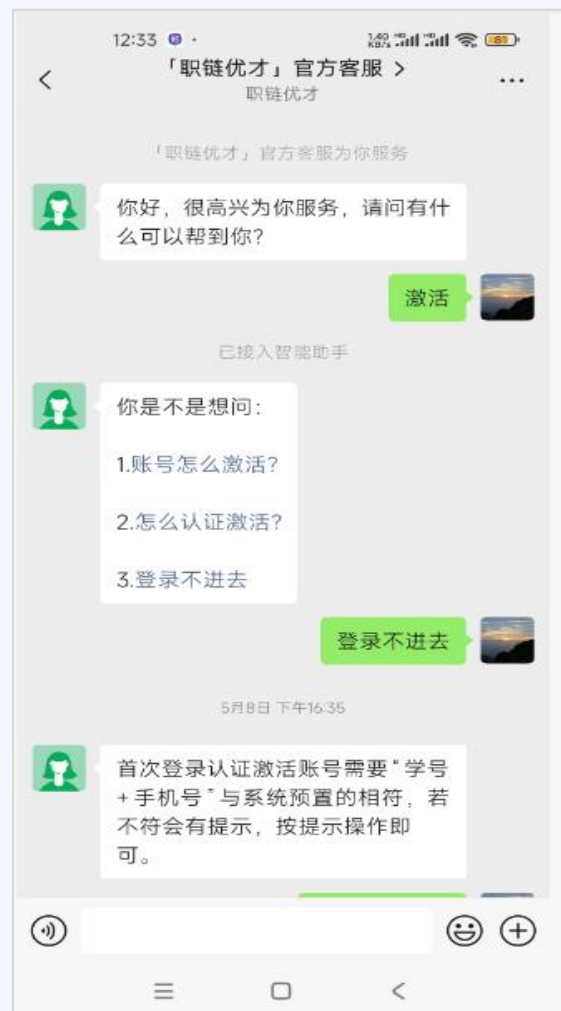 12:33
1.40 KB/s HD HD 81
「职链优才」官方客服 >
职链优才
「职链优才」官方客服为你服务
你好，很高兴为你服务，请问有什
么可以帮到你？
激活
已接入智能助手
你是不是想问：
1.账号怎么激活？
2.怎么认证激活？
3.登录不进去
登录不进去
5月8日 下午16:35
首次登录认证激活账号需要“学号
+手机号”与系统预置的相符，若
不符会有提示，按提示操作即
可。